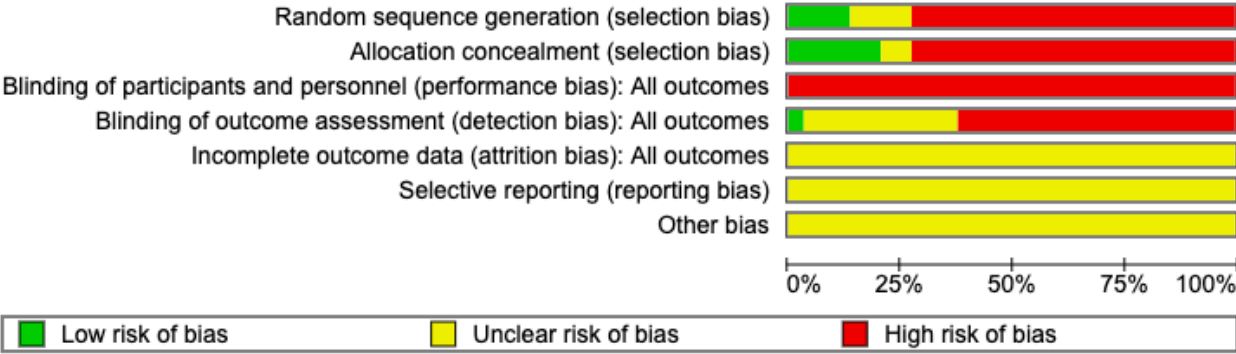 Random sequence generation (selection bias)
Allocation concealment (selection bias)
Blinding of participants and personnel (performance bias): All outcomes
Blinding of outcome assessment (detection bias): All outcomes
Incomplete outcome data (attrition bias): All outcomes
Selective reporting (reporting bias)
Other bias
0% 25% 50% 75% 100%
Low risk of bias Unclear risk of bias High risk of bias